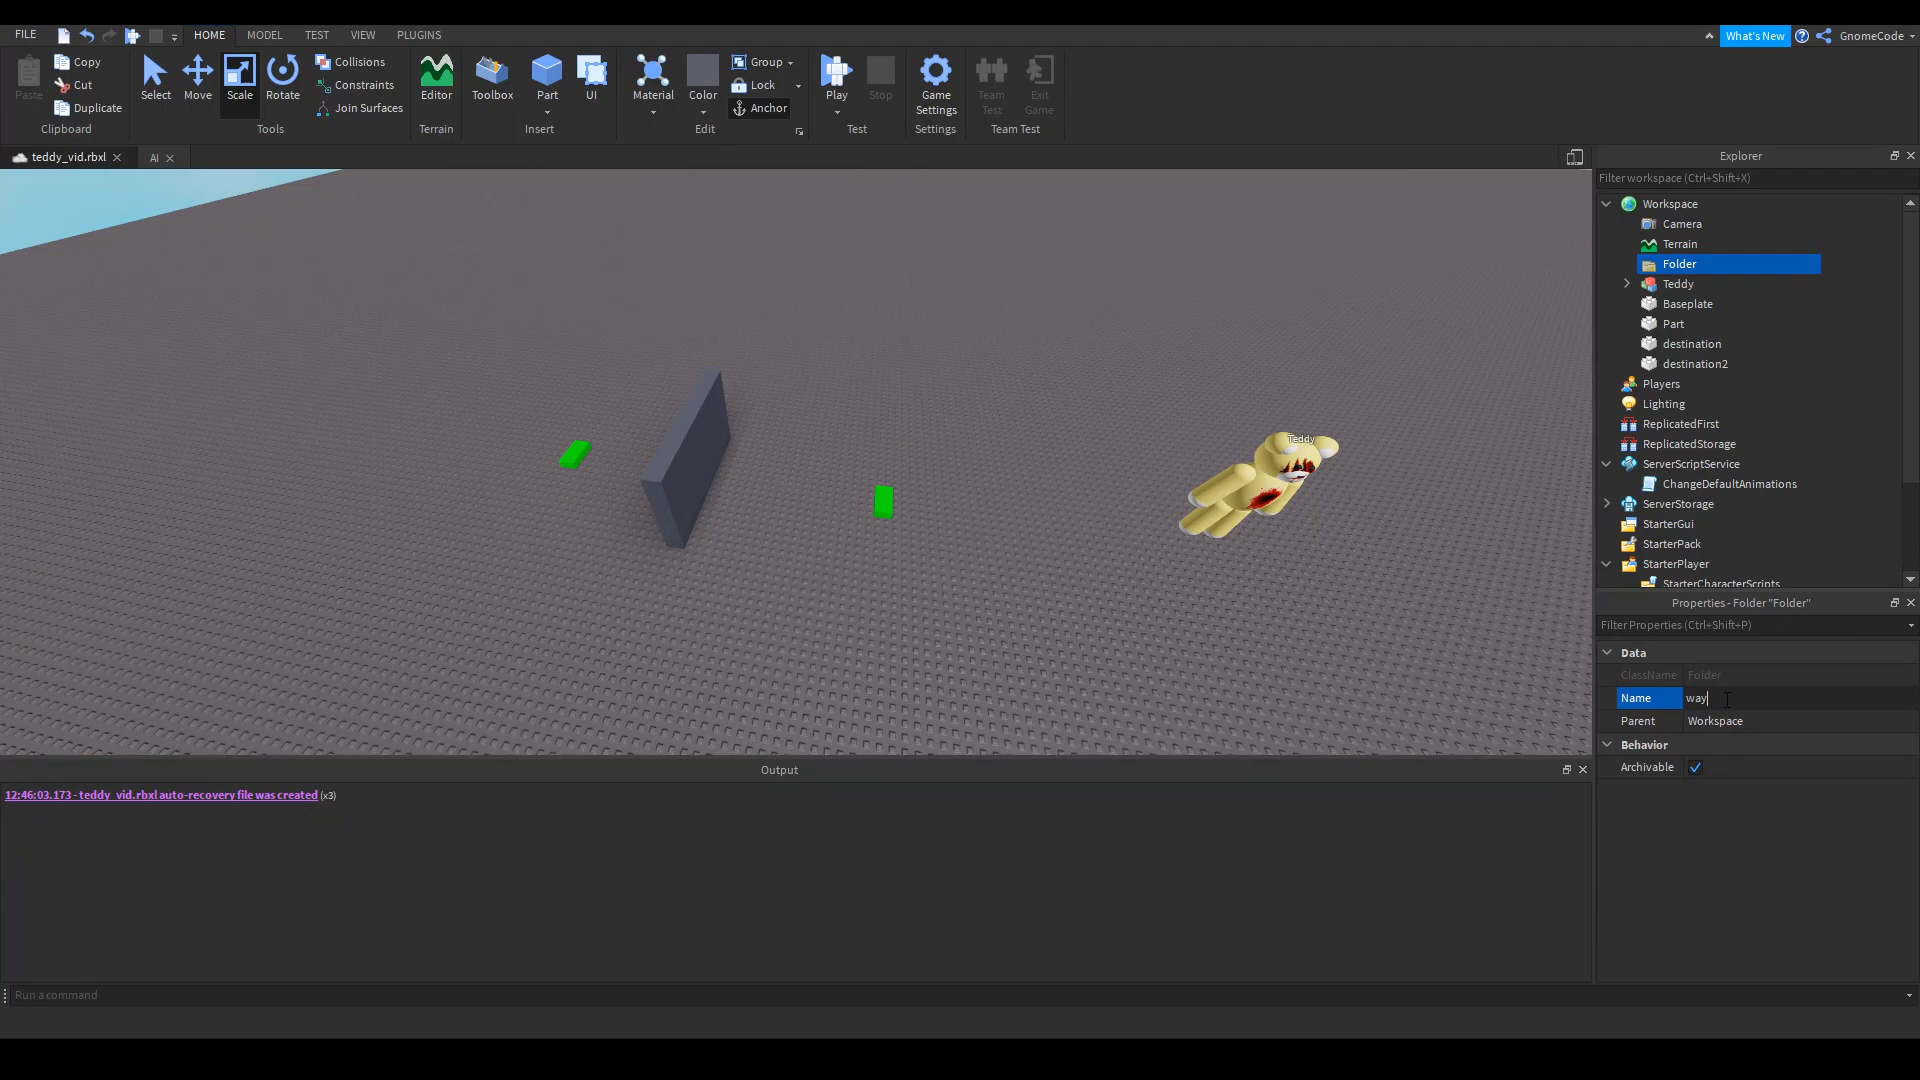 FILE HOME MODEL TEST VIEW PLUGINS What's New GnomeCode
Paste Copy Cut Duplicate Clipboard
Select Move Scale Rotate Collisions Constraints Join Surfaces Tools
Editor Terrain
Toolbox Part UI Insert
Material Color Group Lock Anchor Edit
Play Stop Test
Game Settings Settings
Team Test Exit Game Team Test
teddy_vid.rbxl AI
Teddy
Explorer
Filter workspace (Ctrl+Shift+X)
Workspace
Camera
Terrain
Folder
Teddy
Baseplate
Part
destination
destination2
Players
Lighting
ReplicatedFirst
ReplicatedStorage
ServerScriptService
ChangeDefaultAnimations
ServerStorage
StarterGui
StarterPack
StarterPlayer
StarterCharacterScripts
Properties - Folder "Folder"
Filter Properties (Ctrl+Shift+P)
Data
ClassName Folder
Name way
Parent Workspace
Behavior
Archivable
Output
12:46:03.173 - teddy_vid.rbxl auto-recovery file was created (x3)
Run a command